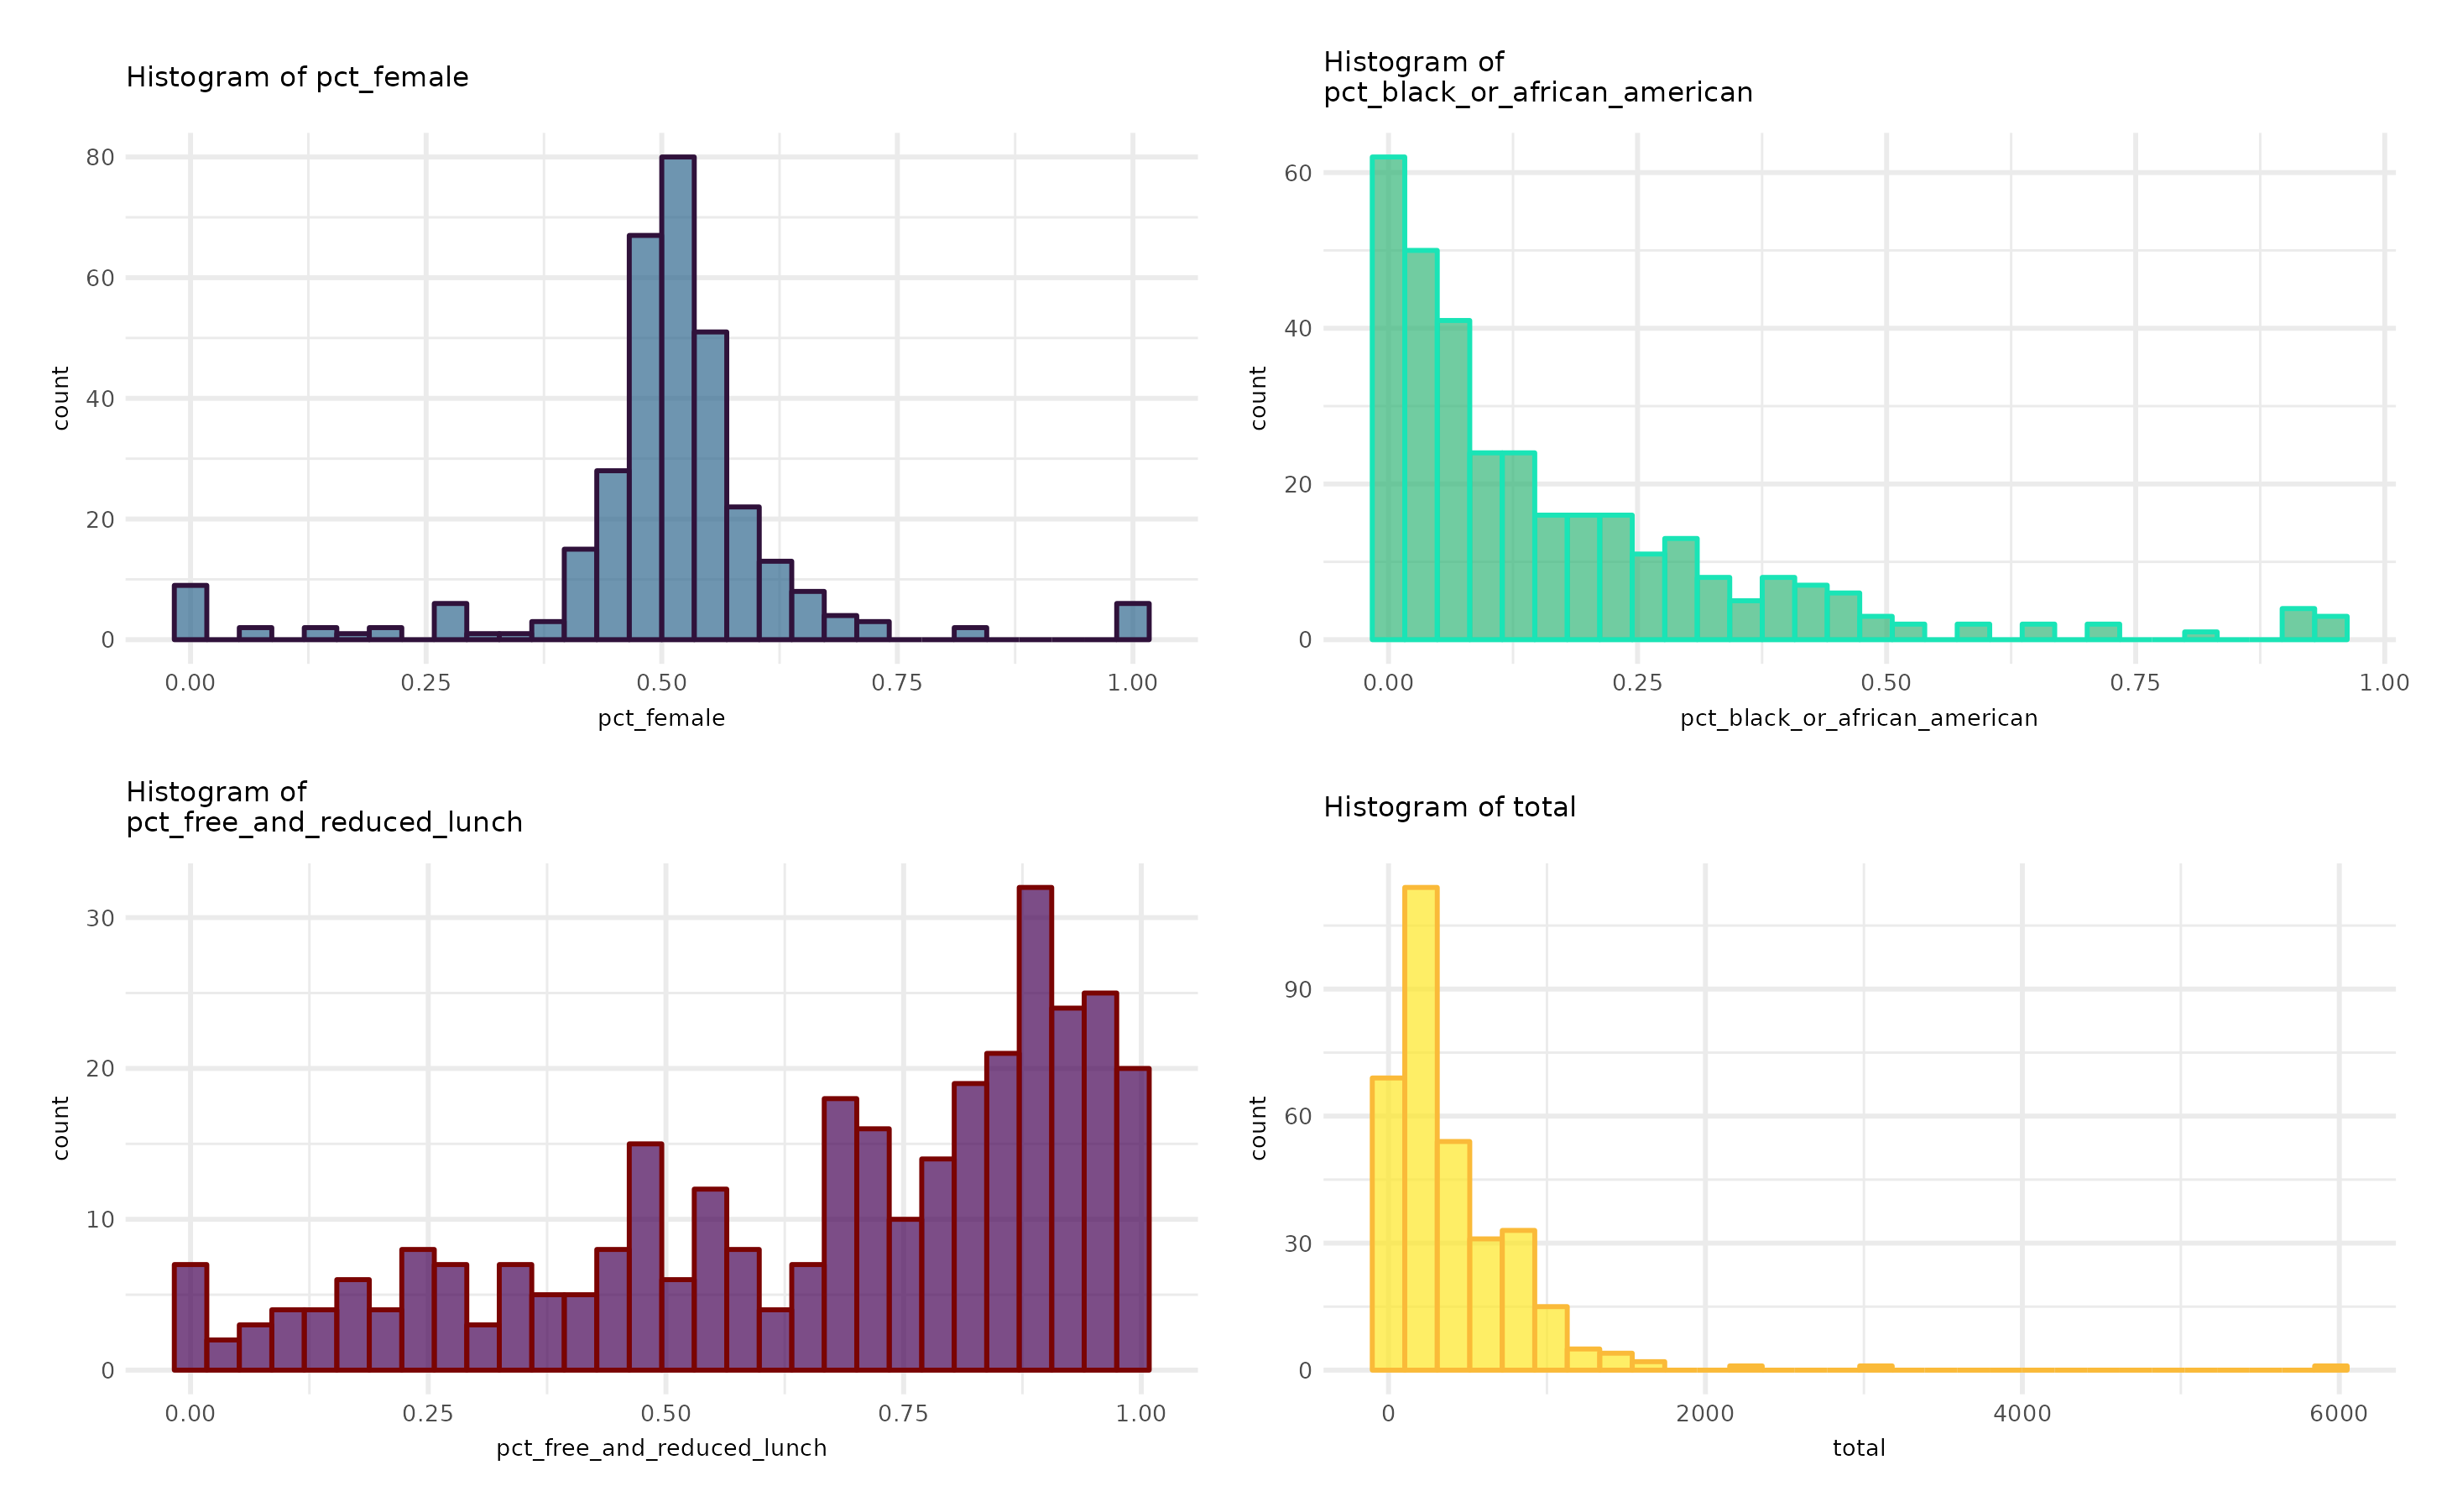 Histogram of pct_female
80
60
40
20
0
count
0.00 0.25 0.50 0.75 1.00
pct_female
Histogram of
pct_black_or_african_american
60
40
20
0
count
0.00 0.25 0.50 0.75 1.00
pct_black_or_african_american
Histogram of
pct_free_and_reduced_lunch
30
20
10
0
count
0.00 0.25 0.50 0.75 1.00
pct_free_and_reduced_lunch
Histogram of total
90
60
30
0
count
0 2000 4000 6000
total